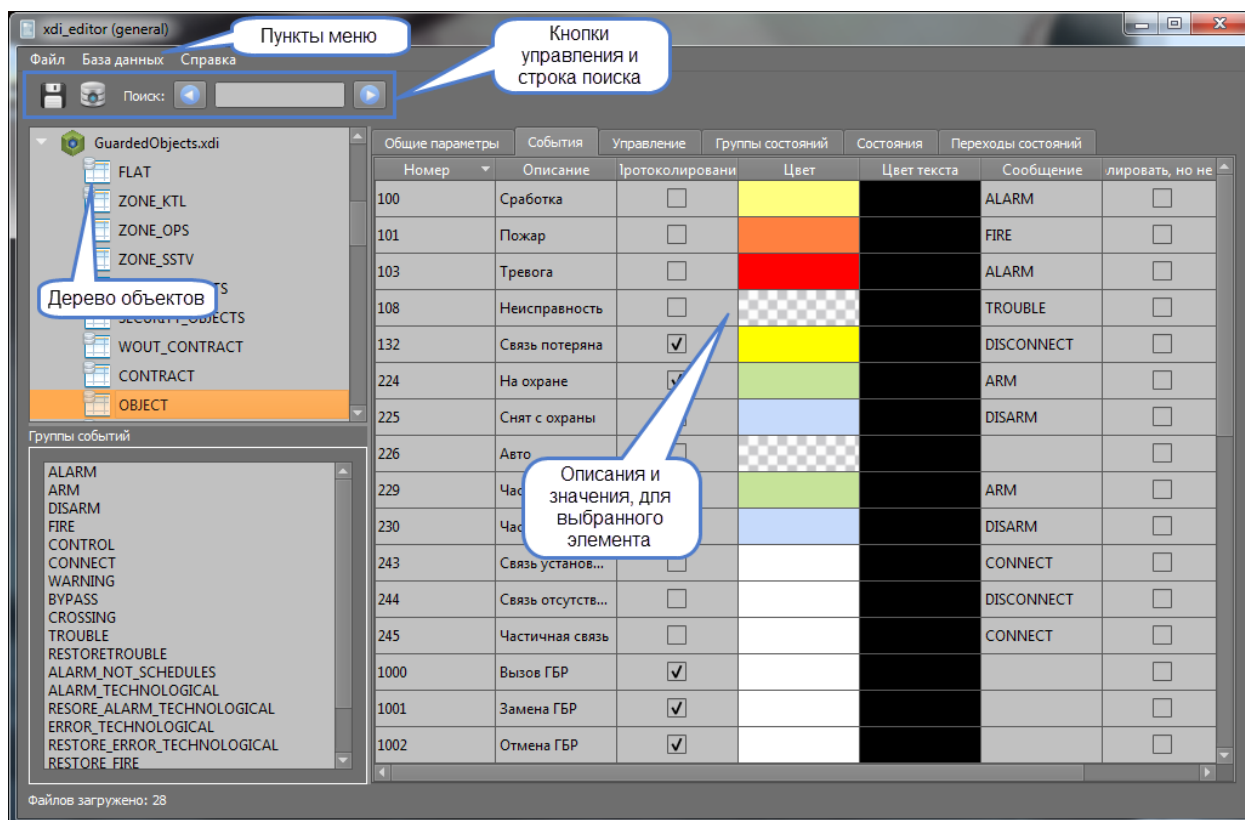 xdi_editor (general)
Пункты меню
Кнопки
управления и
строка поиска
Файл База данных Справка
Поиск:
GuardedObjects.xdi
FLAT
ZONE_KTL
ZONE_OPS
ZONE_SSTV
Дерево объектов
WOUT_CONTRACT
CONTRACT
OBJECT
Группы событий
ALARM
ARM
DISARM
FIRE
CONTROL
CONNECT
WARNING
BYPASS
CROSSING
TROUBLE
RESTORETROUBLE
ALARM_NOT_SCHEDULES
ALARM_TECHNOLOGICAL
RESORE_ALARM_TECHNOLOGICAL
ERROR_TECHNOLOGICAL
RESTORE_ERROR_TECHNOLOGICAL
RESTORE FIRE
Общие параметры События Управление Группы состояний Состояния Переходы состояний
Номер Описание Протоколировани Цвет Цвет текста Сообщение лировать, но не
100 Сработка ALARM
101 Пожар FIRE
103 Тревога ALARM
108 Неисправность TROUBLE
132 Связь потеряна DISCONNECT
224 На охране ARM
225 Снят с охраны DISARM
226 Авто
229 Час ARM
230 Час DISARM
Описания и
значения, для
выбранного
элемента
243 Связь установ... CONNECT
244 Связь отсутств... DISCONNECT
245 Частичная связь CONNECT
1000 Вызов ГБР
1001 Замена ГБР
1002 Отмена ГБР
Файлов загружено: 28